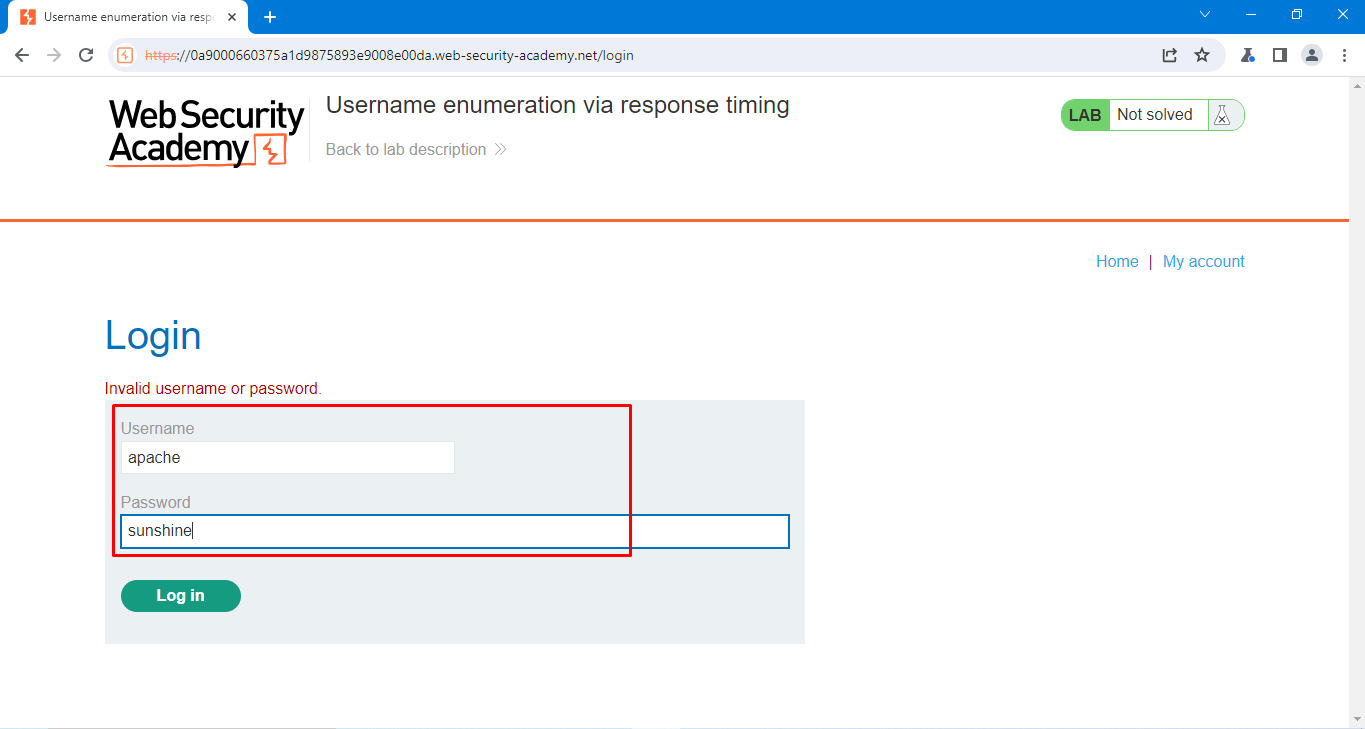 Username enumeration via resp
https://0a9000660375a1d9875893e9008e00da.web-security-academy.net/login
Web Security
Academy
Username enumeration via response timing
Back to lab description
LAB Not solved
Home | My account
Login
Invalid username or password.
Username
apache
Password
sunshine
Log in